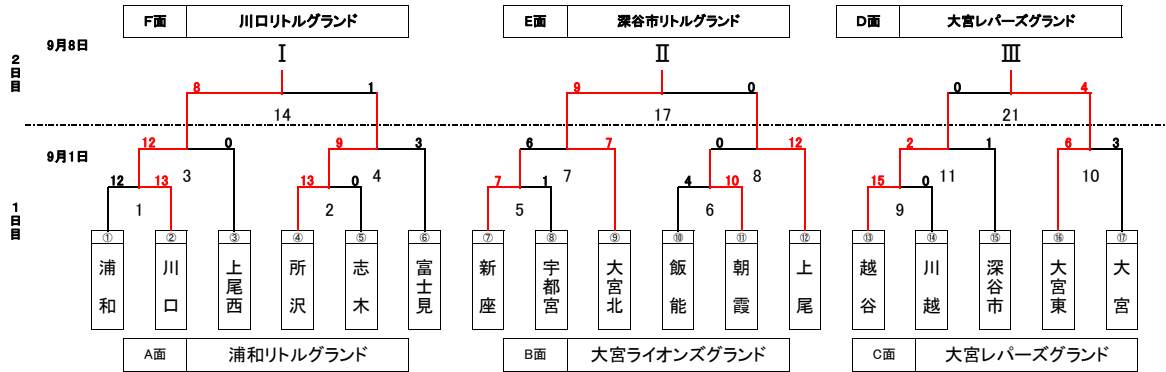 F面 川口リトルグランド E面 深谷市リトルグランド D面 大宮レパーズグランド
9月8日
2日目
Ⅰ Ⅱ Ⅲ
8 1 9 0 0 4
14 17 21
9月1日
12 0 9 3 6 7 0 12 2 1 6 3
3 4 7 8 11 10
12 13 13 0 7 1 4 10 15 0
1 2 5 6 9
1日目
① ② ③ ④ ⑤ ⑥ ⑦ ⑧ ⑨ ⑩ ⑪ ⑫ ⑬ ⑭ ⑮ ⑯ ⑰
浦和 川口 上尾西 所沢 志木 富士見 新座 宇都宮 大宮北 飯能 朝霞 上尾 越谷 川越 深谷市 大宮東 大宮
A面 浦和リトルグランド B面 大宮ライオンズグランド C面 大宮レパーズグランド